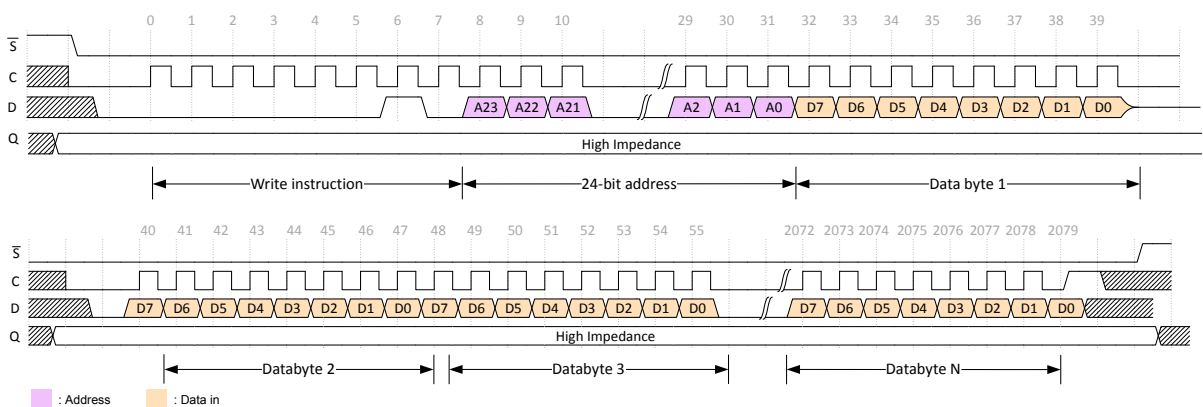 0 1 2 3 4 5 6 7 8 9 10 29 30 31 32 33 34 35 36 37 38 39
S
C
D A23 A22 A21 A2 A1 A0 D7 D6 D5 D4 D3 D2 D1 D0
Q High Impedance
Write instruction 24-bit address Data byte 1
40 41 42 43 44 45 46 47 48 49 50 51 52 53 54 55 2072 2073 2074 2075 2076 2077 2078 2079
S
C
D D7 D6 D5 D4 D3 D2 D1 D0 D7 D6 D5 D4 D3 D2 D1 D0 D7 D6 D5 D4 D3 D2 D1 D0
Q High Impedance
Databyte 2 Databyte 3 Databyte N
: Address : Data in